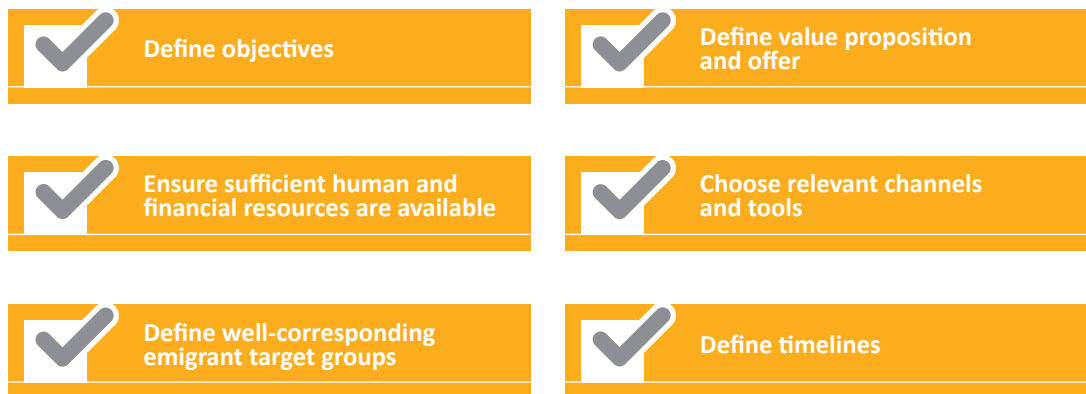 Define objectives
Ensure sufficient human and
financial resources are available
Define well-corresponding
emigrant target groups
Define value proposition
and offer
Choose relevant channels
and tools
Define timelines